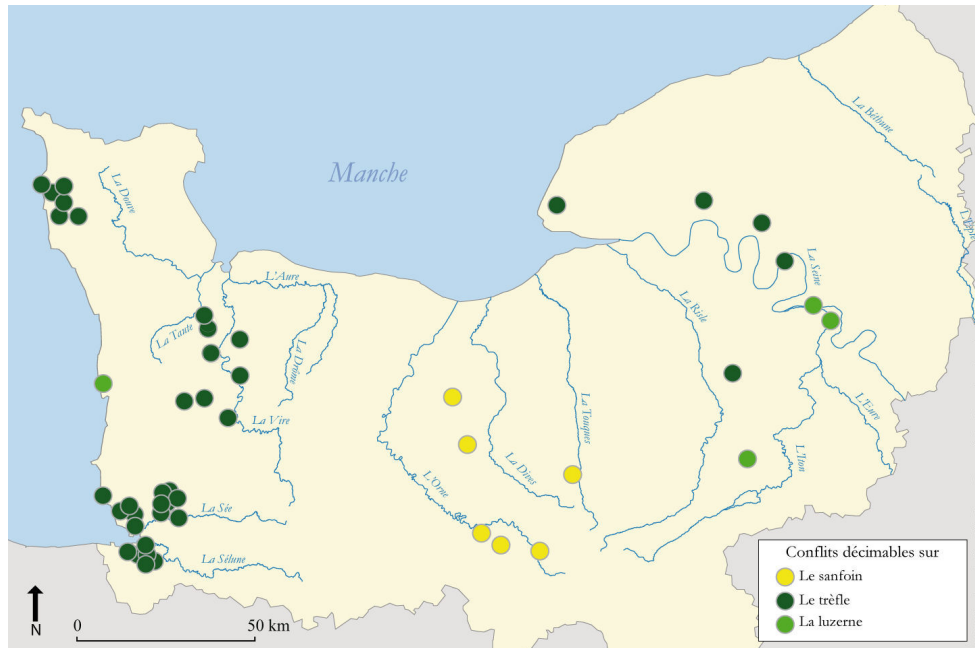 La Béthune
Manche
La Douve
L'Epte
L'Aure
La Seine
La Risle
La Taute
La Drôme
La Touques
La Vire
L'Eure
L'Iton
La Dives
L'Orne
La Sée
La Sélune
Conflits décimables sur
Le sanfoin
Le trèfle
La luzerne
N
0 50 km